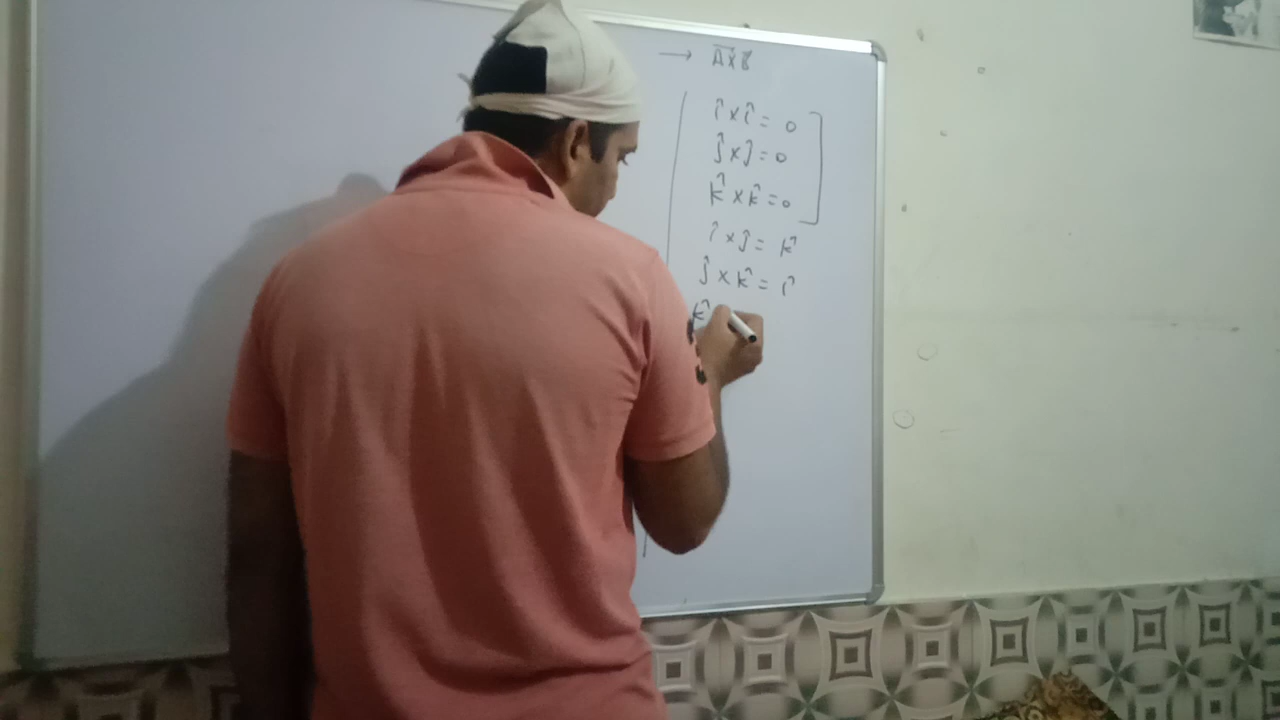 → A⃗×B⃗
î×î = 0
ĵ×ĵ = 0
k̂×k̂ = 0
î×ĵ = k̂
ĵ×k̂ = î
k̂